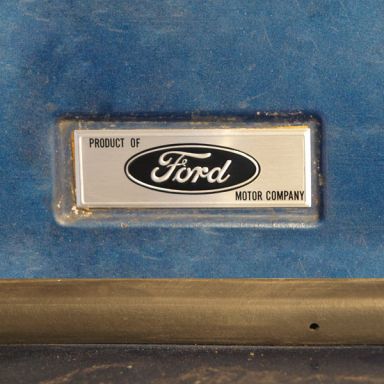 PRODUCT OF
Ford
MOTOR COMPANY